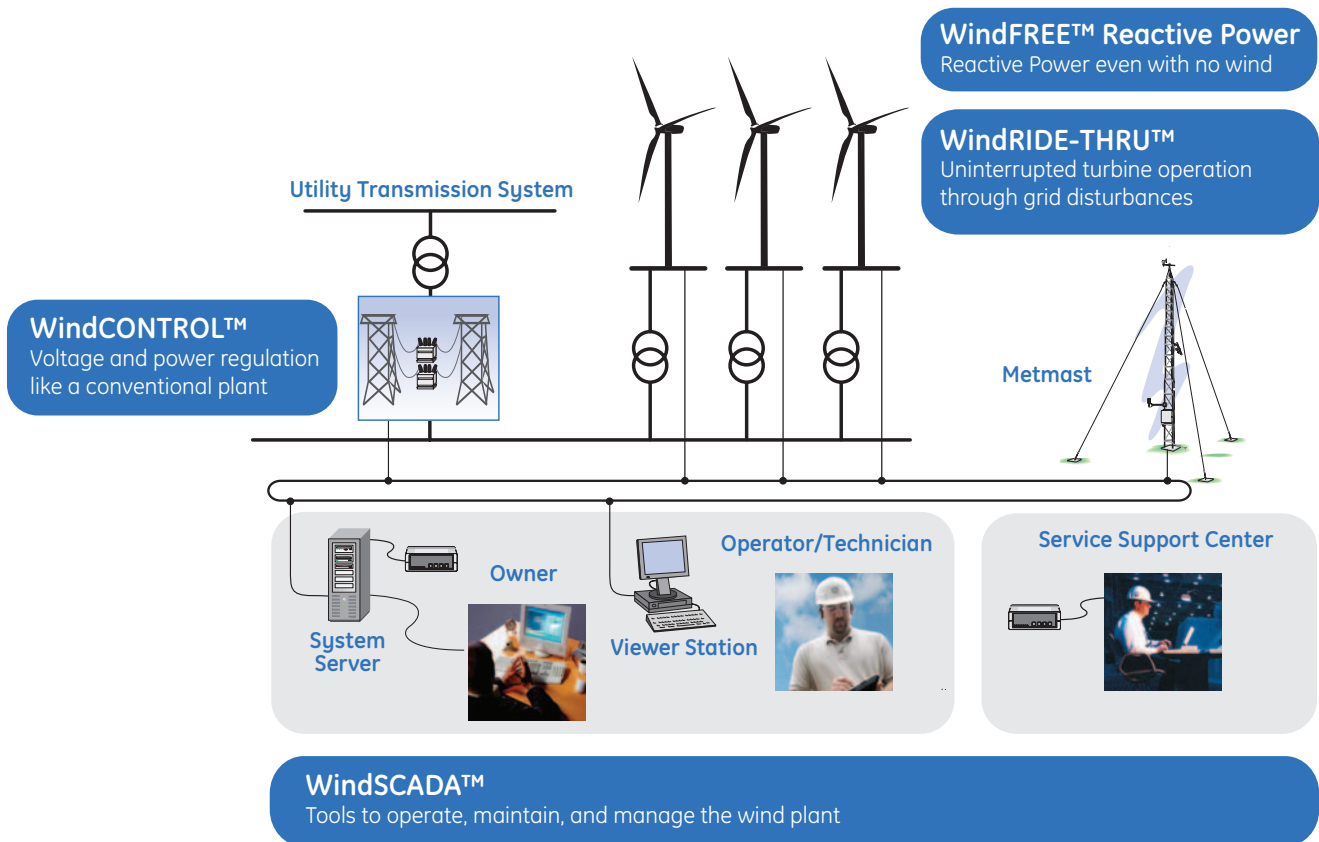 WindFREE™ Reactive Power
Reactive Power even with no wind
WindRIDE-THRU™
Uninterrupted turbine operation
through grid disturbances
Utility Transmission System
WindCONTROL™
Voltage and power regulation
like a conventional plant
Metmast
Operator/Technician
Service Support Center
Owner
System
Server
Viewer Station
WindSCADA™
Tools to operate, maintain, and manage the wind plant